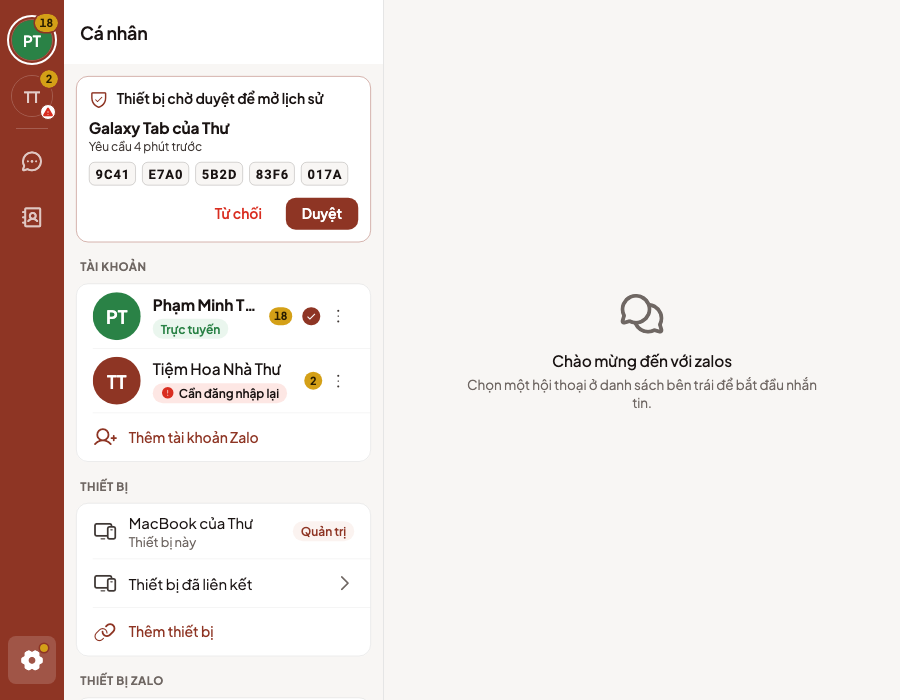 18
PT
2
TT
Cá nhân
Thiết bị chờ duyệt để mở lịch sử
Galaxy Tab của Thư
Yêu cầu 4 phút trước
9C41 E7A0 5B2D 83F6 017A
Từ chối Duyệt
TÀI KHOẢN
PT Phạm Minh T... 18
Trực tuyến
TT Tiệm Hoa Nhà Thư 2
Cần đăng nhập lại
Thêm tài khoản Zalo
THIẾT BỊ
MacBook của Thư Quản trị
Thiết bị này
Thiết bị đã liên kết
Thêm thiết bị
THIẾT BỊ ZALO
Chào mừng đến với zalos
Chọn một hội thoại ở danh sách bên trái để bắt đầu nhắn
tin.